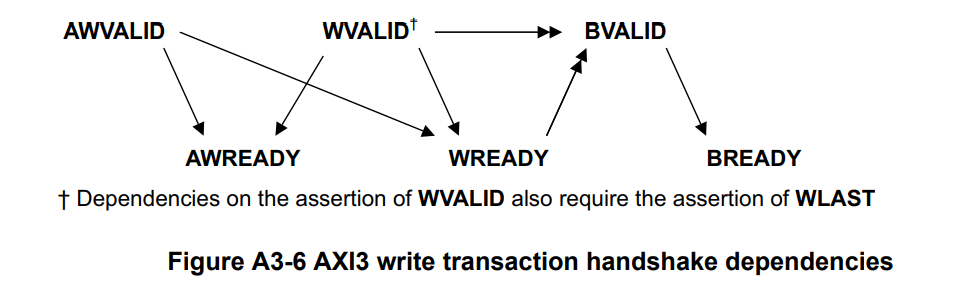 AWVALID WVALID† BVALID
AWREADY WREADY BREADY
† Dependencies on the assertion of WVALID also require the assertion of WLAST
Figure A3-6 AXI3 write transaction handshake dependencies